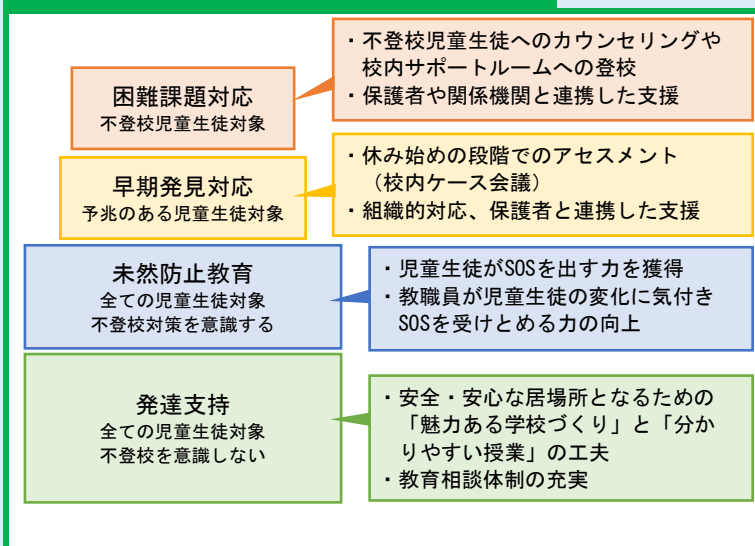 困難課題対応
不登校児童生徒対象
・不登校児童生徒へのカウンセリングや
校内サポートルームへの登校
・保護者や関係機関と連携した支援
早期発見対応
予兆のある児童生徒対象
・休み始めの段階でのアセスメント
（校内ケース会議）
・組織的対応、保護者と連携した支援
未然防止教育
全ての児童生徒対象
不登校対策を意識する
・児童生徒がSOSを出す力を獲得
・教職員が児童生徒の変化に気付き
SOSを受けとめる力の向上
発達支持
全ての児童生徒対象
不登校を意識しない
・安全・安心な居場所となるための
「魅力ある学校づくり」と「分か
りやすい授業」の工夫
・教育相談体制の充実